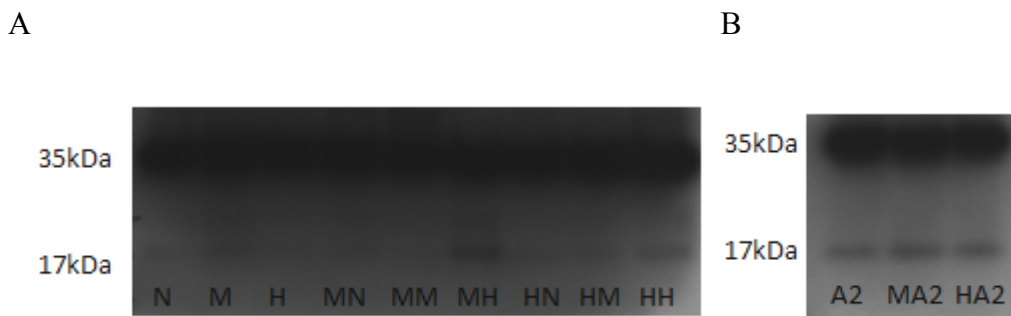 A B
35kDa 35kDa
17kDa 17kDa
N M H MN MM MH HN HM HH A2 MA2 HA2